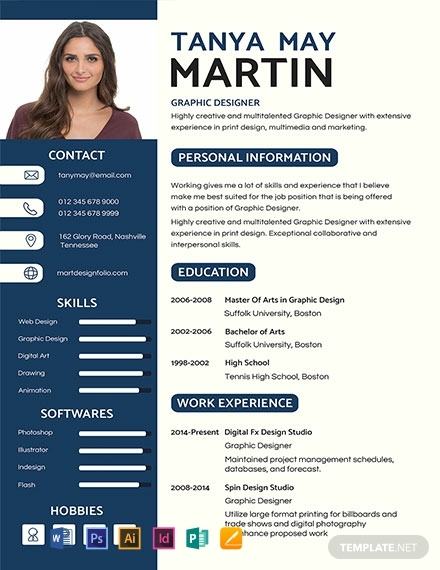 TANYA MAY
MARTIN
GRAPHIC DESIGNER
Highly creative and multitalented Graphic Designer with extensive
experience in print design, multimedia and marketing.
CONTACT
tanymay@email.com
012 345 678 9000
012 345 678 9999
162 Glory Road, Nashville
Tennessee
martdesignfolio.com
SKILLS
Web Design
Graphic Design
Digital Art
Drawing
Animation
SOFTWARES
Photoshop
Illustrator
Indesign
Flash
HOBBIES
PERSONAL INFORMATION
Working gives me a lot of skills and experience that I believe
make me best suited for the job position that is being offered
with a position of Graphic Designer.
Highly creative and multitalented Graphic Designer with extensive
experience in print design. Exceptional collaborative and
interpersonal skills.
EDUCATION
2006-2008 Master Of Arts in Graphic Design
Suffolk University, Boston
2002-2006 Bachelor of Arts
Suffolk University, Boston
1998-2002 High School
Tennis High School, Boston
WORK EXPERIENCE
2014-Present Digital Fx Design Studio
Graphic Designer
Maintained project management schedules,
databases, and forecast.
2008-2014 Spin Design Studio
Graphic Designer
Utilize large format printing for billboards and
trade shows and digital photography
enhance proposed work
W
Ps
Ai
Id
P
TEMPLATE.NET